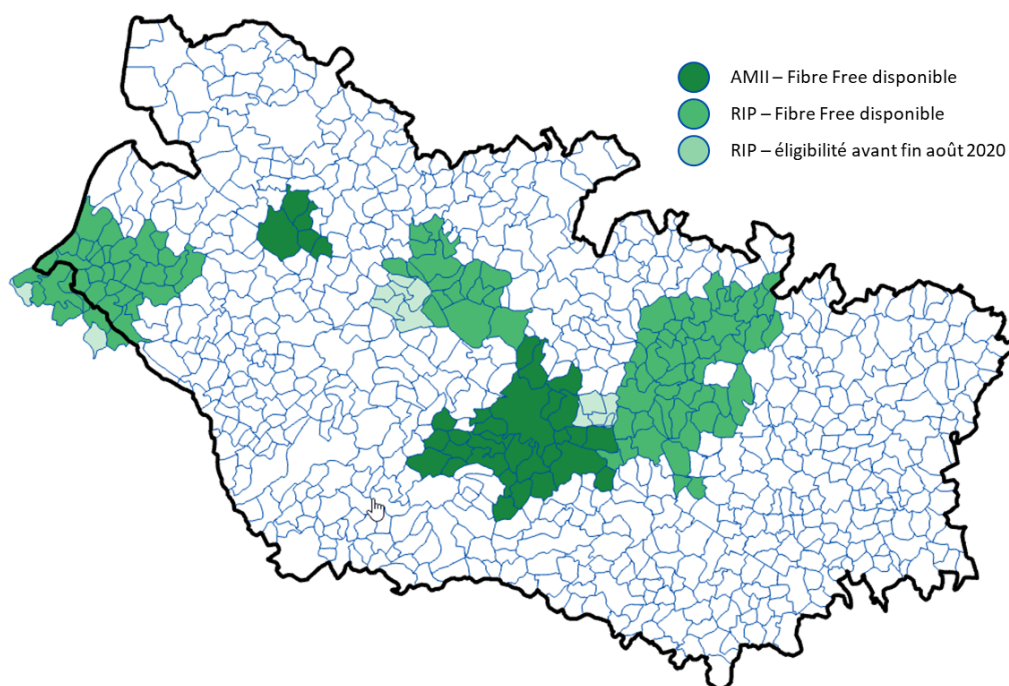 AMII – Fibre Free disponible
RIP – Fibre Free disponible
RIP – éligibilité avant fin août 2020